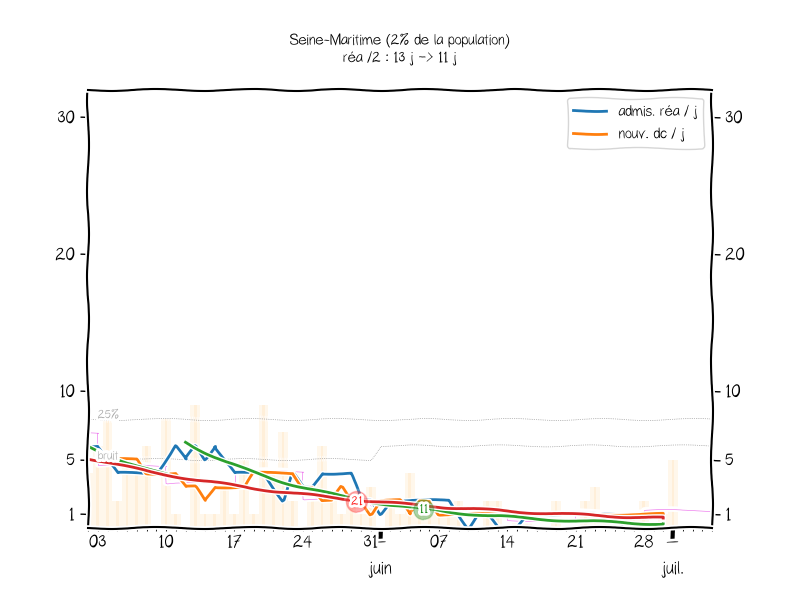 Seine-Maritime (2% de la population)
réa /2 : 13 j -> 11 j
admis. réa / j
nouv. dc / j
30
30
20
20
10
10
25%
bruit
5
5
21
11
1
1
03 10 17 24 31 07 14 21 28
juin juil.